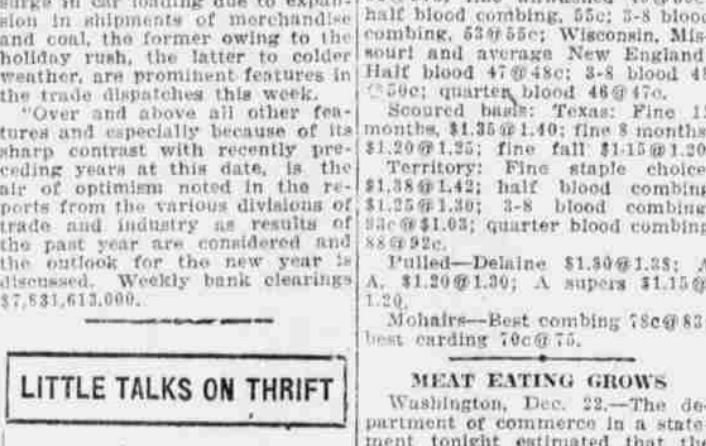 surge in car loading due to expan-
sion in shipments of merchandise
and coal, the former owing to the
holiday rush, the latter to colder
weather, are prominent features in
the trade dispatches this week.
"Over and above all other fea-
tures and especially because of its
sharp contrast with recently pre-
ceding years at this date, is the
air of optimism noted in the re-
ports from the various divisions of
trade and industry as results of
the past year are considered and
the outlook for the new year is
discussed. Weekly bank clearings
$7,831,613,000.
LITTLE TALKS ON THRIFT
half blood combing, 55c; 3-8 blood
combing, 53@55c; Wisconsin, Mis-
souri and average New England
Half blood 47@48c; 3-8 blood 4
50c; quarter blood 46@47c.
Scoured basis: Texas: Fine 1
months, $1.35@1.40; fine 8 months
$1.20@1.25; fine fall $1.15@1.20
Territory: Fine staple choice
$1.38@1.42; half blood combing
$1.25@1.30; 3-8 blood combing
93c@$1.03; quarter blood combing
88@92c.
Pulled—Delaine $1.30@1.35; A
A, $1.20@1.30; A supers $1.15@
1.20.
Mohairs—Best combing 78c@83
best carding 70c@75.
MEAT EATING GROWS
Washington, Dec. 22.—The de-
partment of commerce in a state-
ment tonight estimated that the